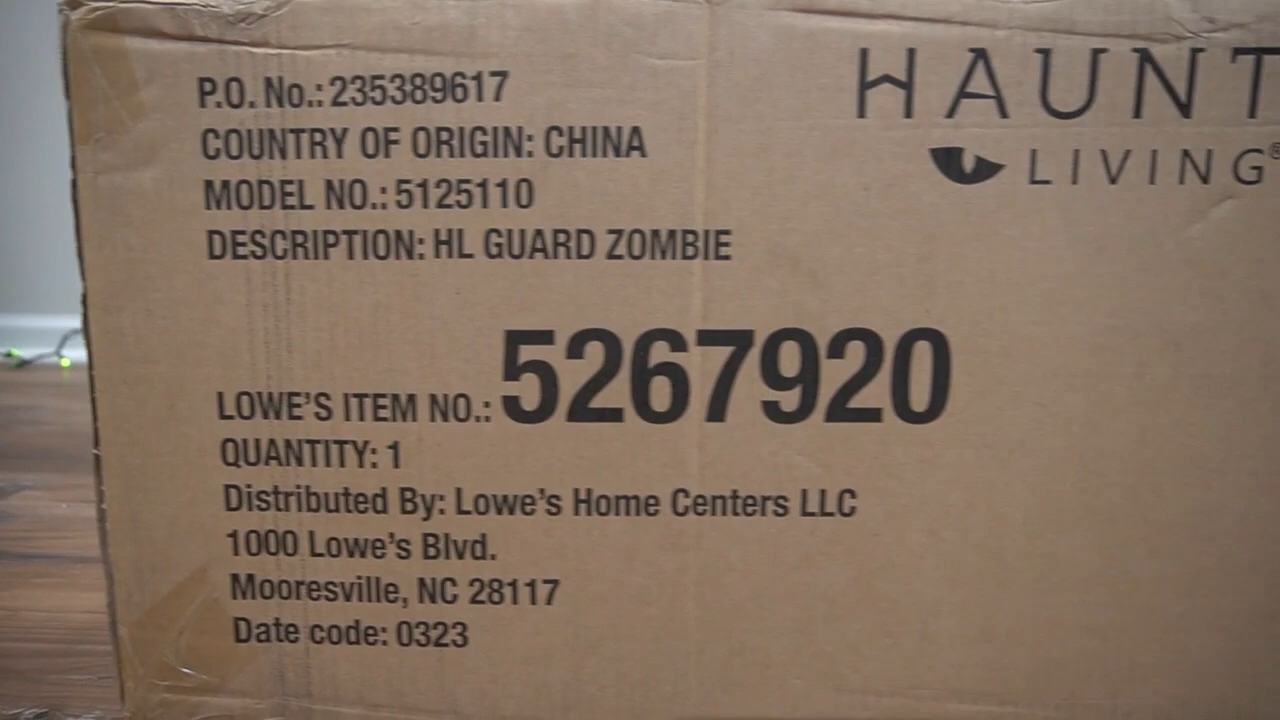 P.O. No.: 235389617
COUNTRY OF ORIGIN: CHINA
MODEL NO.: 5125110
DESCRIPTION: HL GUARD ZOMBIE
HAUNT
LIVING®
LOWE'S ITEM NO.: 5267920
QUANTITY: 1
Distributed By: Lowe's Home Centers LLC
1000 Lowe's Blvd.
Mooresville, NC 28117
Date code: 0323